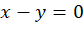 x − y = 0